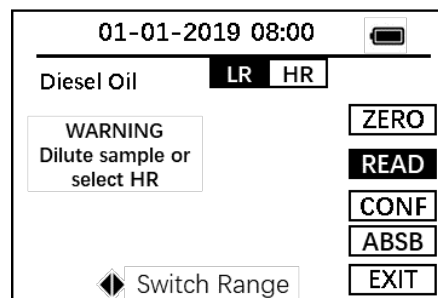 01-01-2019 08:00
Diesel Oil
LR HR
WARNING
Dilute sample or
select HR
ZERO
READ
CONF
ABSB
EXIT
Switch Range